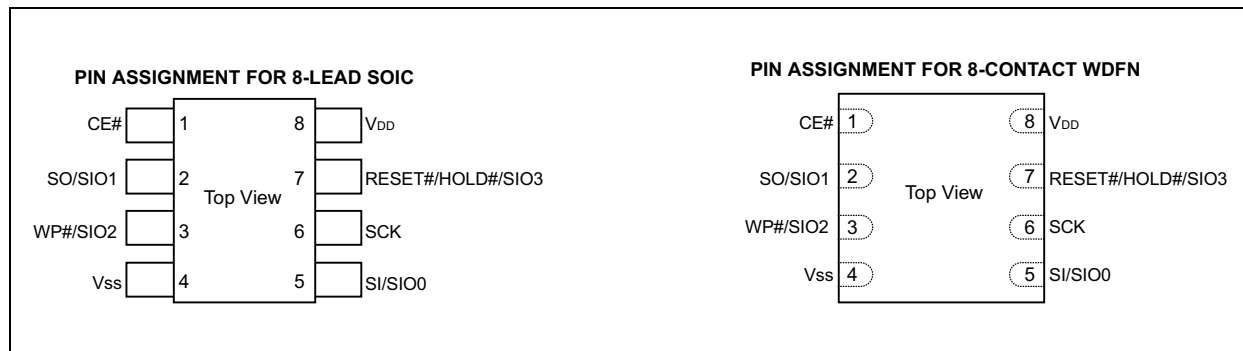 PIN ASSIGNMENT FOR 8-LEAD SOIC
CE# 1 8 VDD
SO/SIO1 2 7 RESET#/HOLD#/SIO3
Top View
WP#/SIO2 3 6 SCK
Vss 4 5 SI/SIO0
PIN ASSIGNMENT FOR 8-CONTACT WDFN
CE# 1 8 VDD
SO/SIO1 2 7 RESET#/HOLD#/SIO3
Top View
WP#/SIO2 3 6 SCK
Vss 4 5 SI/SIO0